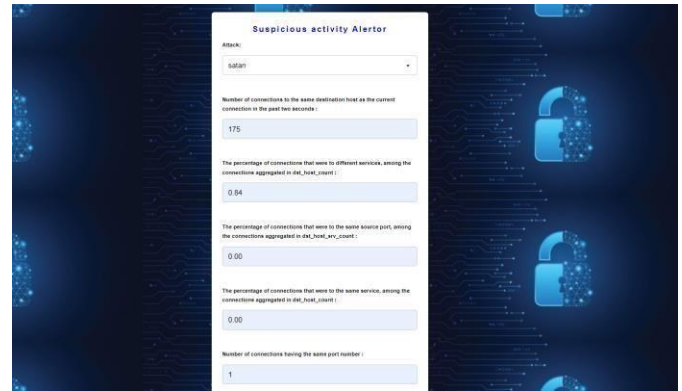 Suspicious activity Alertor
Attack:
satan
Number of connections to the same destination host as the current
connection in the past two seconds :
175
The percentage of connections that were to different services, among the
connections aggregated in dst_host_count :
0.84
The percentage of connections that were to the same source port, among
the connections aggregated in dst_host_srv_count :
0.00
The percentage of connections that were to the same service, among the
connections aggregated in dst_host_count :
0.00
Number of connections having the same port number :
1